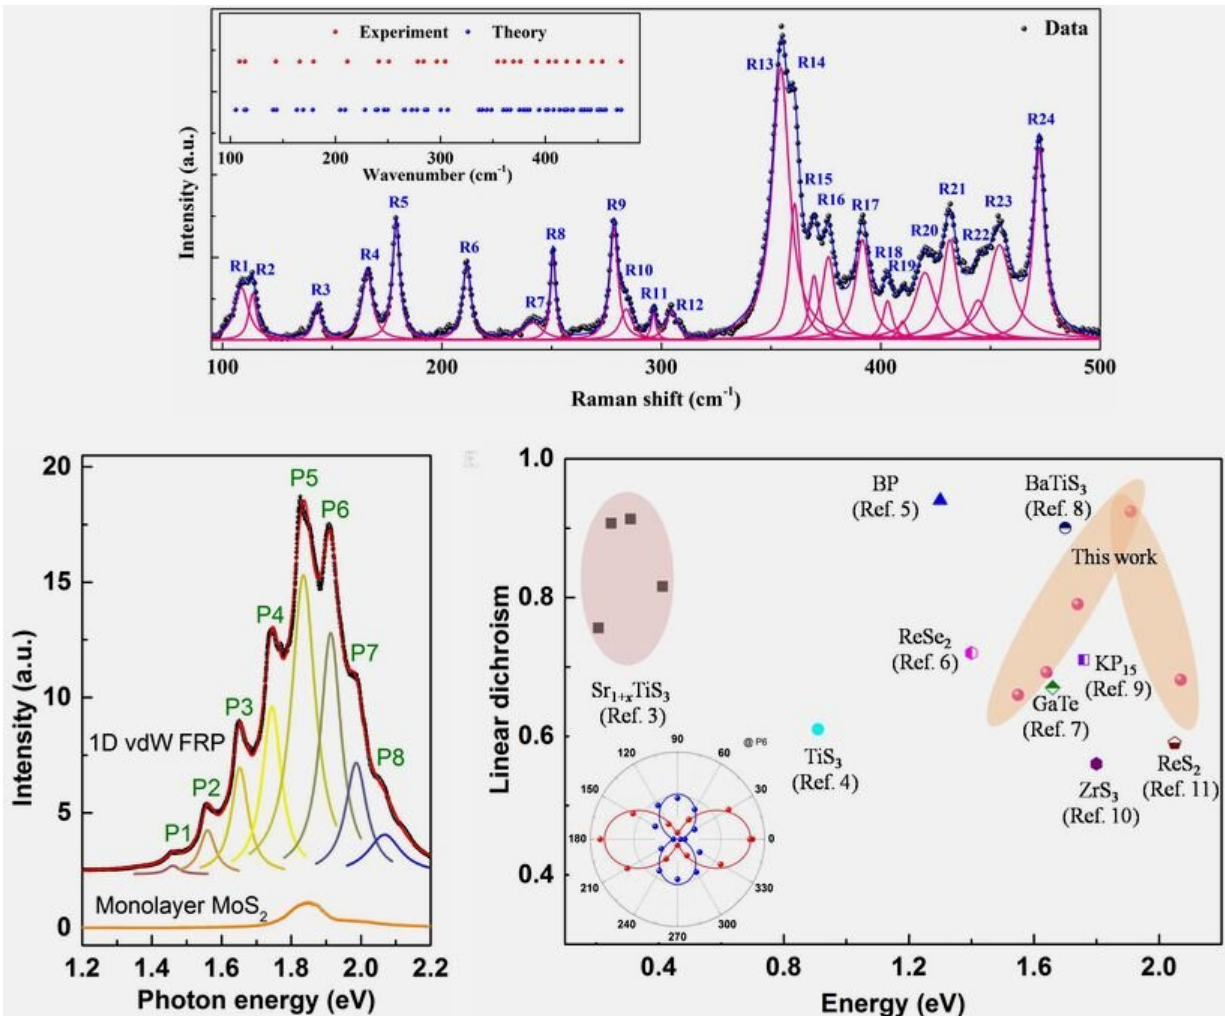 Experiment
Theory
100
200
300
400
Wavenumber (cm⁻¹)
Data
Intensity (a.u.)
R1
R2
R3
R4
R5
R6
R7
R8
R9
R10
R11
R12
R13
R14
R15
R16
R17
R18
R19
R20
R21
R22
R23
R24
100
200
300
400
500
Raman shift (cm⁻¹)
20
15
10
5
0
Intensity (a.u.)
P1
P2
P3
P4
P5
P6
P7
P8
1D vdW FRP
Monolayer MoS₂
1.2
1.4
1.6
1.8
2.0
2.2
Photon energy (eV)
1.0
0.8
0.6
0.4
Linear dichroism
Sr₁₊ₓTiS₃
(Ref. 3)
BP
(Ref. 5)
BaTiS₃
(Ref. 8)
This work
ReSe₂
(Ref. 6)
KP₁₅
(Ref. 9)
GaTe
(Ref. 7)
TiS₃
(Ref. 4)
ZrS₃
(Ref. 10)
ReS₂
(Ref. 11)
@ P6
90
60
30
0
330
300
270
240
210
180
150
120
0.4
0.8
1.2
1.6
2.0
Energy (eV)